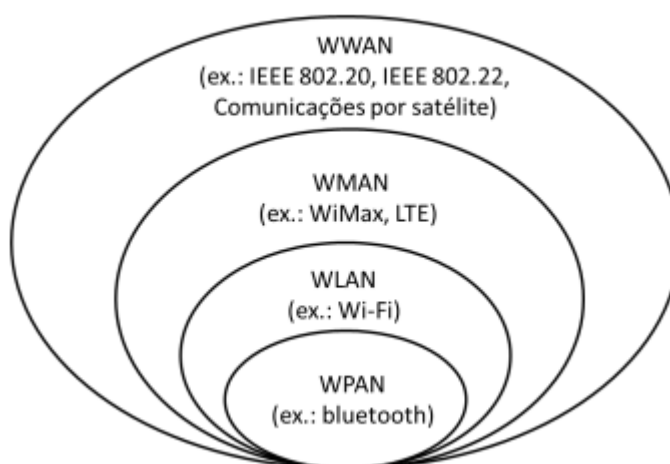 WWAN
(ex.: IEEE 802.20, IEEE 802.22,
Comunicações por satélite)
WMAN
(ex.: WiMax, LTE)
WLAN
(ex.: Wi-Fi)
WPAN
(ex.: bluetooth)